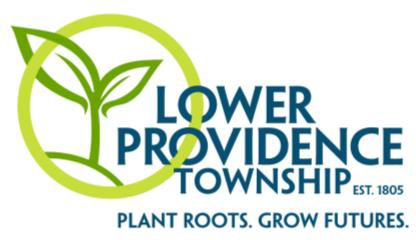 LOWER
PROVIDENCE
TOWNSHIP EST. 1805
PLANT ROOTS. GROW FUTURES.